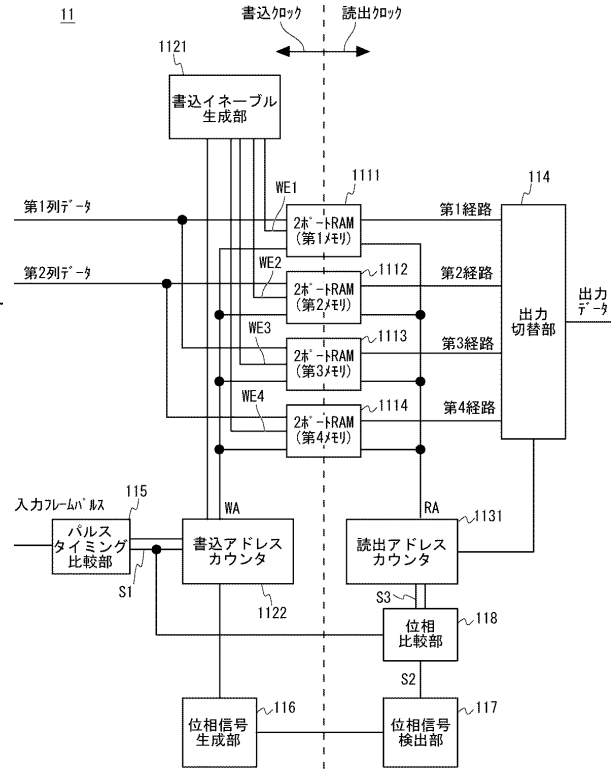 11
書込クロック
読出クロック
1121
書込イネーブル
生成部
1111
114
第1列データ
WE1
2ポートRAM
(第1メモリ)
第1経路
1112
第2列データ
WE2
2ポートRAM
(第2メモリ)
第2経路
出力
データ
1113
出力
切替部
WE3
2ポートRAM
(第3メモリ)
第3経路
1114
WE4
2ポートRAM
(第4メモリ)
第4経路
入力フレームパルス
115
WA
RA
1131
パルス
タイミング
比較部
書込アドレス
カウンタ
読出アドレス
カウンタ
S1
1122
S3
118
位相
比較部
S2
116
117
位相信号
生成部
位相信号
検出部